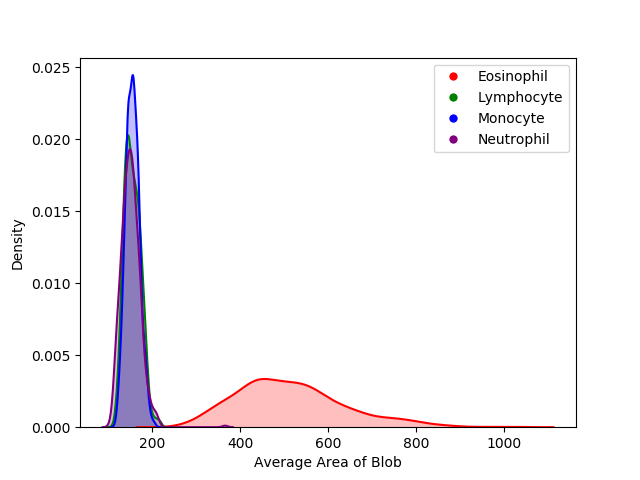 Eosinophil
Lymphocyte
Monocyte
Neutrophil
0.025
0.020
0.015
0.010
0.005
0.000
Density
200
400
600
800
1000
Average Area of Blob